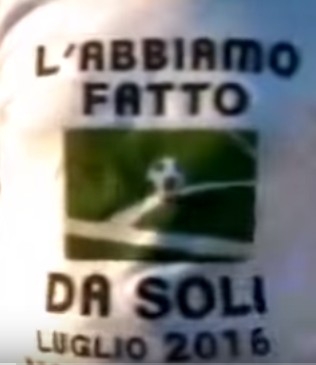 L'ABBIAMO
FATTO
DA SOLI
LUGLIO 2016